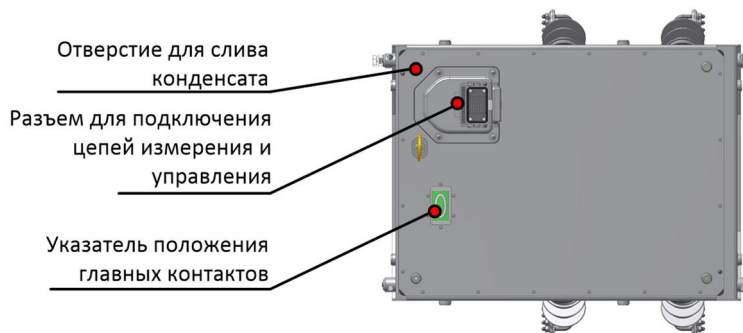 Отверстие для слива
конденсата
Разъем для подключения
цепей измерения и
управления
Указатель положения
главных контактов